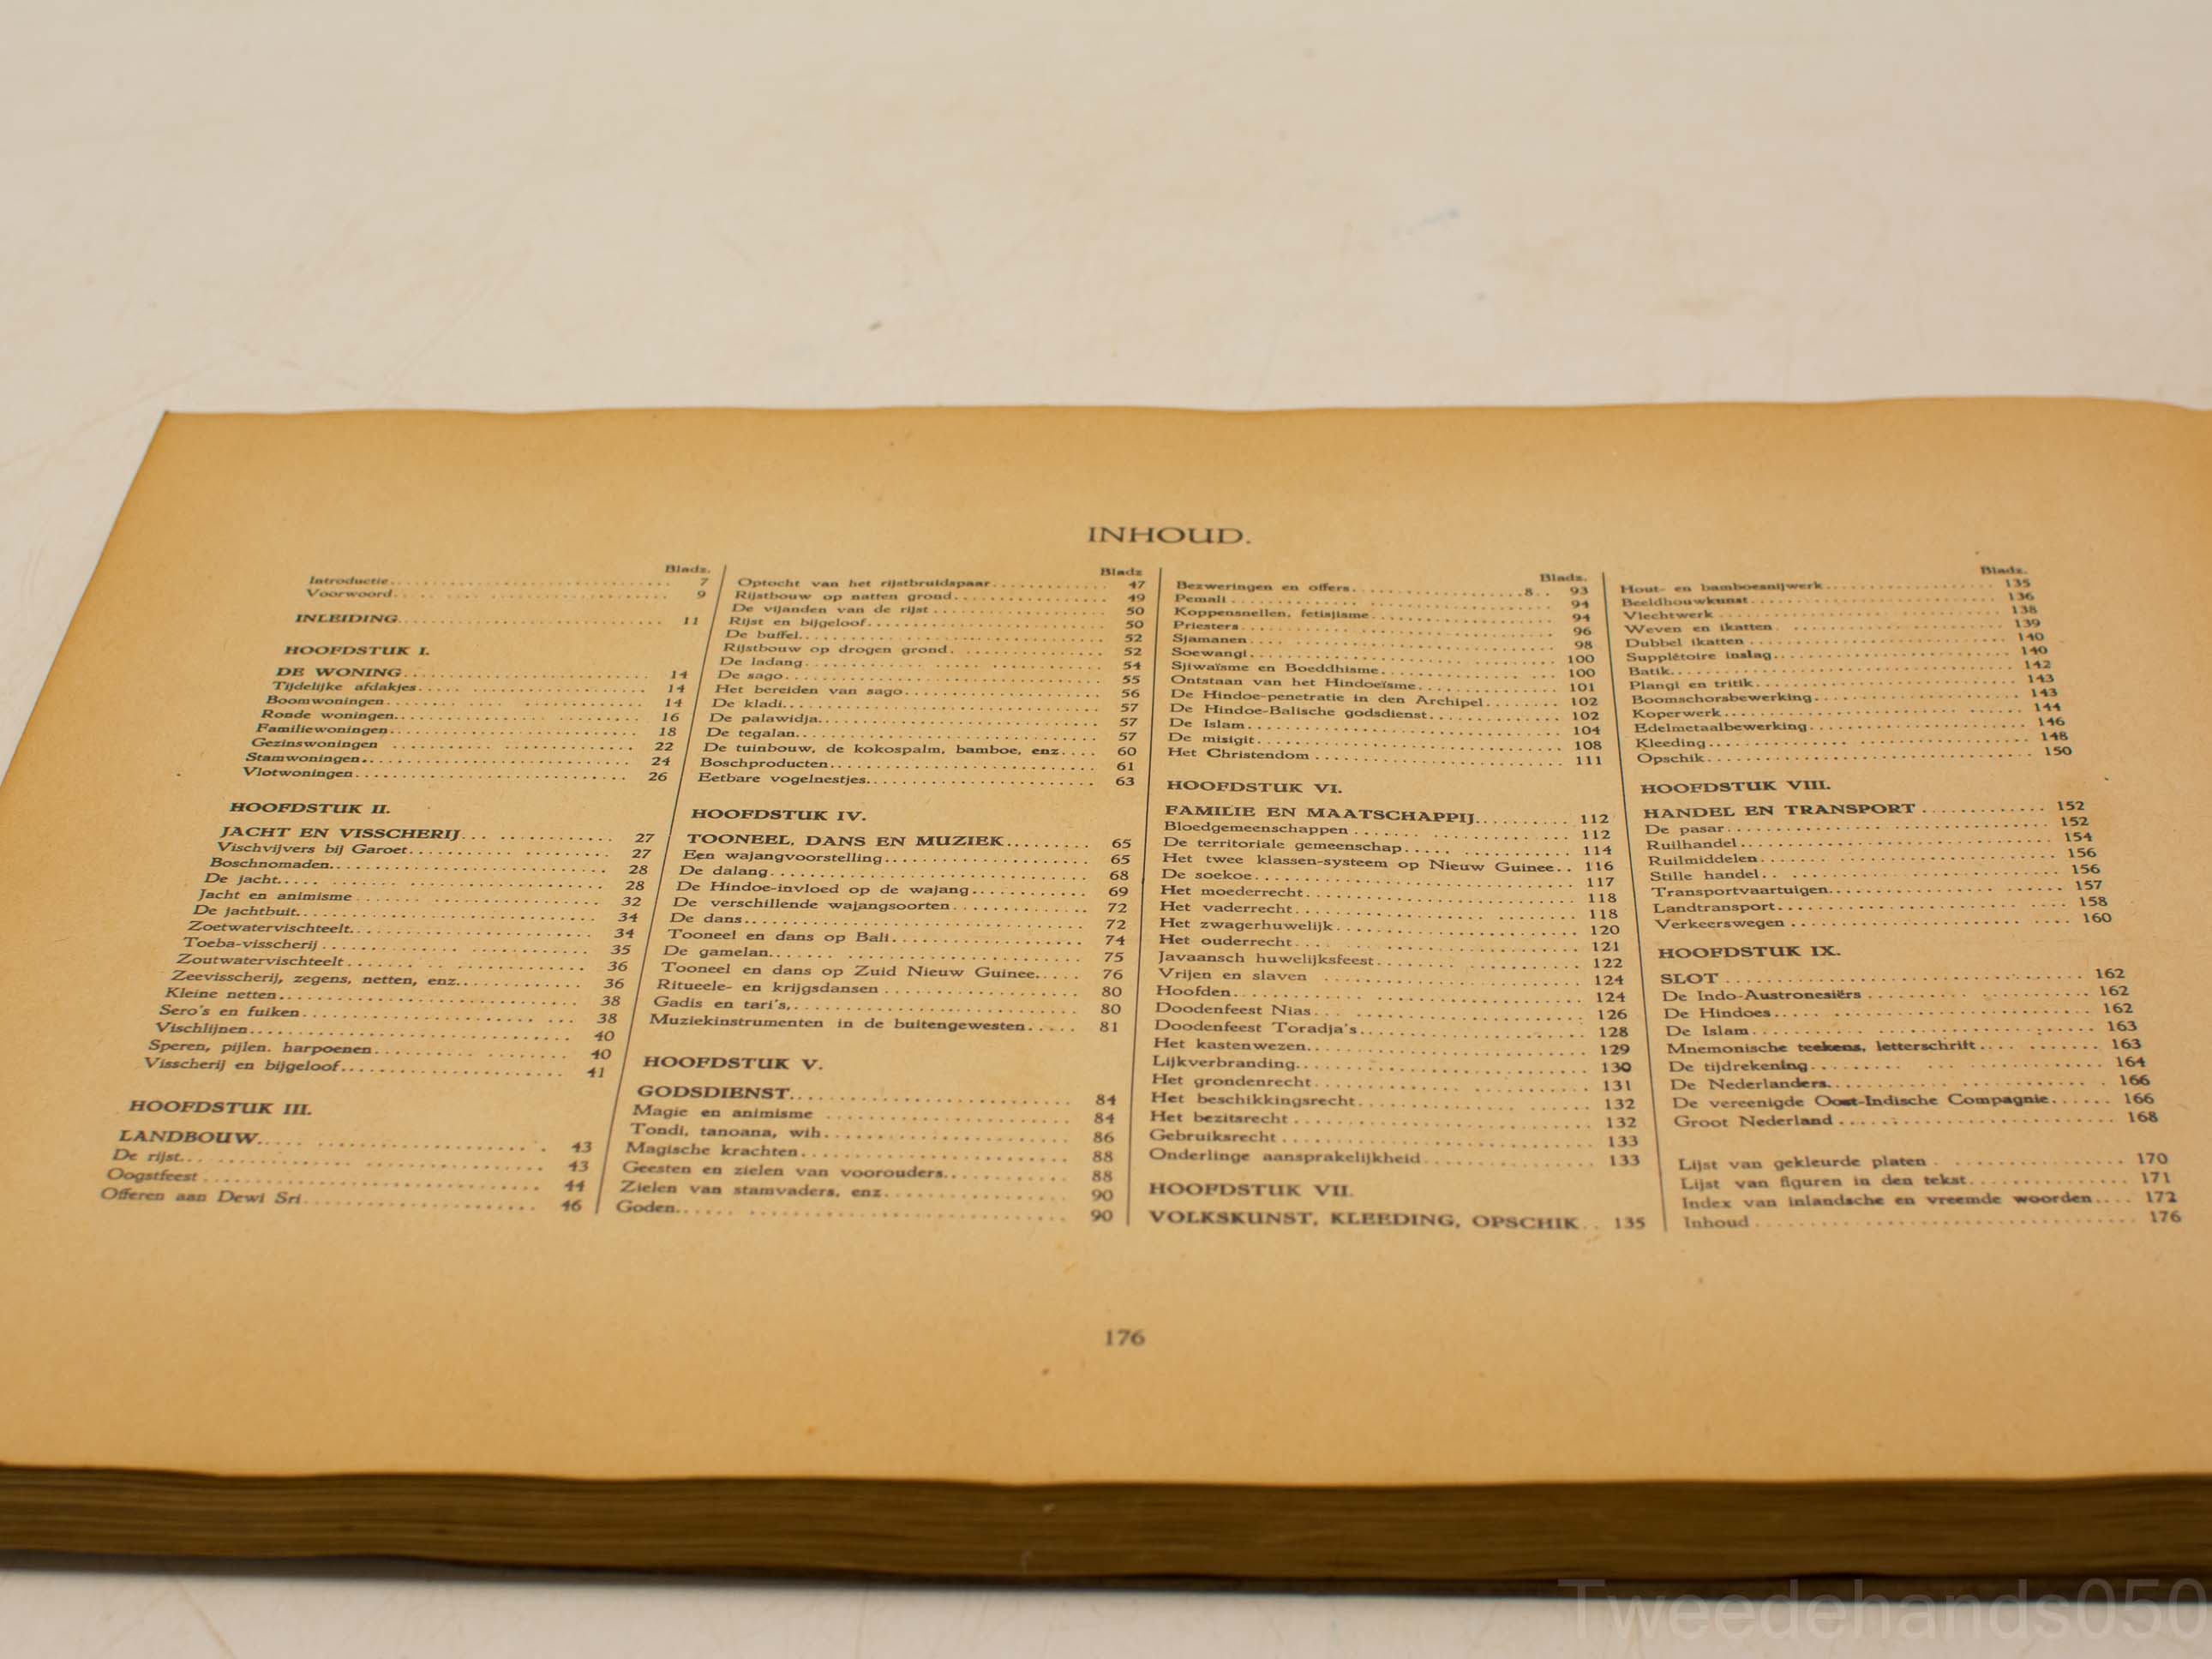 INHOUD.
Bladz.
Introductie 7
Voorwoord 9
INLEIDING 11
HOOFDSTUK I.
DE WONING 14
Tijdelijke afdakjes 14
Boomwoningen 14
Ronde woningen 16
Familiewoningen 18
Gezinswoningen 22
Stamwoningen 24
Vlotwoningen 26
HOOFDSTUK II.
JACHT EN VISSCHERIJ 27
Vischvijvers bij Garoet 27
Boschnomaden 28
De jacht 28
Jacht en animisme 32
De jachtbuit 34
Zoetwatervischteelt 34
Toeba-visscherij 35
Zoutwatervischteelt 36
Zeevisscherij, zegens, netten, enz. 36
Kleine netten 38
Sero's en fuiken 38
Vischlijnen 40
Speren, pijlen, harpoenen 40
Visscherij en bijgeloof 41
HOOFDSTUK III.
LANDBOUW 43
De rijst 43
Oogstfeest 44
Offeren aan Dewi Sri 46
Bladz
Optocht van het rijstbruidspaar 47
Rijstbouw op natten grond 49
De vijanden van de rijst 50
Rijst en bijgeloof 50
De buffel 52
Rijstbouw op drogen grond 52
De ladang 54
De sago 55
Het bereiden van sago 56
De kladi 57
De palawidja 57
De tegalan 57
De tuinbouw, de kokospalm, bamboe, enz. 60
Boschproducten 61
Eetbare vogelnestjes 63
HOOFDSTUK IV.
TOONEEL, DANS EN MUZIEK 65
Een wajangvoorstelling 65
De dalang 68
De Hindoe-invloed op de wajang 69
De verschillende wajangsoorten 72
De dans 72
Tooneel en dans op Bali 74
De gamelan 75
Tooneel en dans op Zuid Nieuw Guinee 76
Ritueele- en krijgsdansen 80
Gadis en tari's, 80
Muziekinstrumenten in de buitengewesten 81
HOOFDSTUK V.
GODSDIENST 84
Magie en animisme 84
Tondi, tanoana, wih 86
Magische krachten 88
Geesten en zielen van voorouders 88
Zielen van stamvaders, enz. 90
Goden 90
Bladz.
Bezweringen en offers 8 93
Pemali 94
Koppensnellen, fetisjisme 94
Priesters 96
Sjamanen 98
Soewangi 100
Sjiwaïsme en Boeddhisme 100
Ontstaan van het Hindoeïsme 101
De Hindoe-penetratie in den Archipel 102
De Hindoe-Balische godsdienst 102
De Islam 104
De misigit 108
Het Christendom 111
HOOFDSTUK VI.
FAMILIE EN MAATSCHAPPIJ 112
Bloedgemeenschappen 112
De territoriale gemeenschap 114
Het twee klassen-systeem op Nieuw Guinee 116
De soekoe 117
Het moederrecht 118
Het vaderrecht 118
Het zwagerhuwelijk 120
Het ouderrecht 121
Javaansch huwelijksfeest 122
Vrijen en slaven 124
Hoofden 124
Doodenfeest Nias 126
Doodenfeest Toradja's 128
Het kastenwezen 129
Lijkverbranding 130
Het grondenrecht 131
Het beschikkingsrecht 132
Het bezitsrecht 132
Gebruiksrecht 133
Onderlinge aansprakelijkheid 133
HOOFDSTUK VII.
VOLKSKUNST, KLEEDING, OPSCHIK 135
Bladz.
Hout- en bamboesnijwerk 135
Beeldhouwkunst 136
Vlechtwerk 138
Weven en ikatten 139
Dubbel ikatten 140
Supplétoire inslag 140
Batik 142
Plangi en tritik 143
Boomschorsbewerking 143
Koperwerk 144
Edelmetaalbewerking 146
Kleeding 148
Opschik 150
HOOFDSTUK VIII.
HANDEL EN TRANSPORT 152
De pasar 152
Ruilhandel 154
Ruilmiddelen 156
Stille handel 156
Transportvaartuigen 157
Landtransport 158
Verkeerswegen 160
HOOFDSTUK IX.
SLOT 162
De Indo-Austronesiërs 162
De Hindoes 162
De Islam 163
Mnemonische teekens, letterschrift 163
De tijdrekening 164
De Nederlanders 166
De vereenigde Oost-Indische Compagnie 166
Groot Nederland 168
Lijst van gekleurde platen 170
Lijst van figuren in den tekst 171
Index van inlandsche en vreemde woorden 172
Inhoud 176
176
Tweedehands050